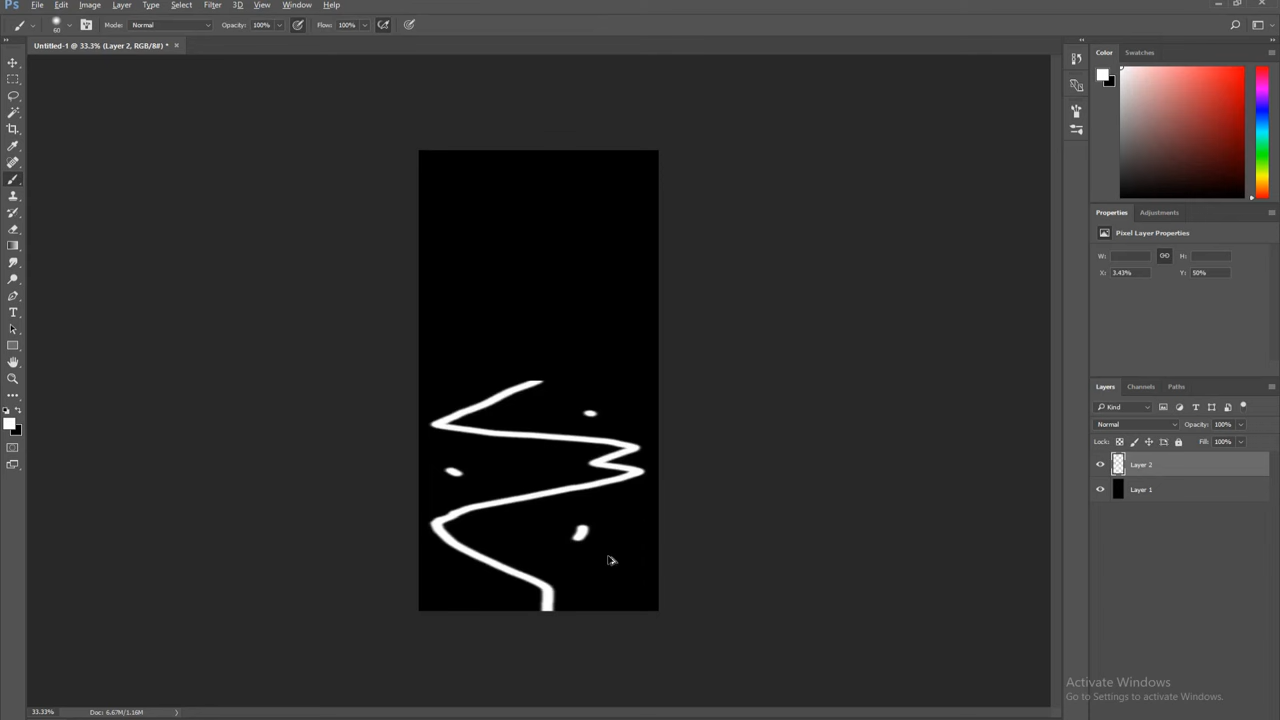 Ps File Edit Image Layer Type Select Filter 3D View Window Help
60 Mode: Normal Opacity: 100% Flow: 100%
Untitled-1 @ 33.3% (Layer 2, RGB/8#) * ×
Color Swatches
Properties Adjustments
Pixel Layer Properties
W: H:
X: 3.43% Y: 50%
Layers Channels Paths
Kind
Normal Opacity: 100%
Lock: Fill: 100%
Layer 2
Layer 1
Activate Windows
Go to Settings to activate Windows.
33.33% Doc: 6.67M/1.16M